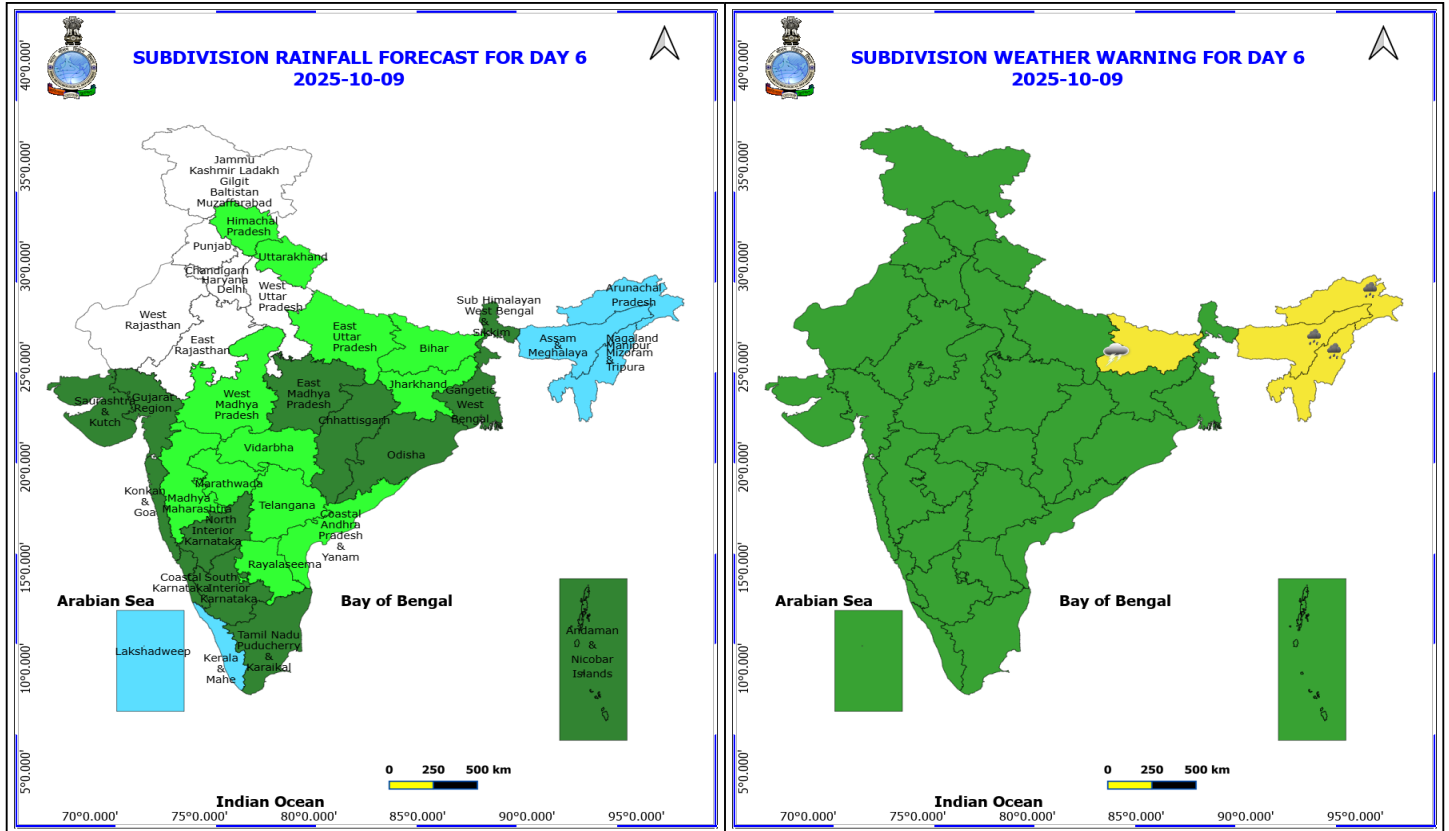 SUBDIVISION RAINFALL FORECAST FOR DAY 6
2025-10-09
40°0.000'
35°0.000'
30°0.000'
25°0.000'
20°0.000'
15°0.000'
10°0.000'
5°0.000'
Jammu
Kashmir Ladakh
Gilgit
Baltistan
Muzaffarabad
Himachal
Pradesh
Punjab
Uttarakhand
Chandigarh
Haryana
Delhi
West
Uttar
Pradesh
West
Rajasthan
East
Rajasthan
East
Uttar
Pradesh
Bihar
Sub Himalayan
West Bengal
&
Sikkim
Arunachal
Pradesh
Assam
&
Meghalaya
Nagaland
Manipur
Mizoram
&
Tripura
Jharkhand
Gangetic
West
Bengal
Saurashtra
&
Kutch
Gujarat
Region
West
Madhya
Pradesh
East
Madhya
Pradesh
Chhattisgarh
Odisha
Vidarbha
Marathwada
Konkan
&
Goa
Madhya
Maharashtra
Telangana
North
Interior
Karnataka
Coastal
Andhra
Pradesh
&
Yanam
Rayalaseema
Coastal
Karnataka
South
Interior
Karnataka
Arabian Sea
Bay of Bengal
Lakshadweep
Kerala
&
Mahe
Tamil Nadu
Puducherry
&
Karaikal
Andaman
&
Nicobar
Islands
0 250 500 km
Indian Ocean
70°0.000' 75°0.000' 80°0.000' 85°0.000' 90°0.000' 95°0.000'
SUBDIVISION WEATHER WARNING FOR DAY 6
2025-10-09
40°0.000'
35°0.000'
30°0.000'
25°0.000'
20°0.000'
15°0.000'
10°0.000'
5°0.000'
Arabian Sea
Bay of Bengal
0 250 500 km
Indian Ocean
70°0.000' 75°0.000' 80°0.000' 85°0.000' 90°0.000' 95°0.000'